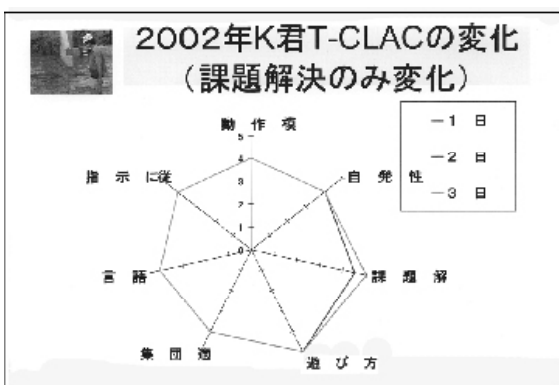 2002年K君T-CLACの変化
（課題解決のみ変化）
動 作 模
5
4
3
2
1
0
自 発 性
課 題 解
遊 び 方
集 団 適
言 語
指 示 に従
1 日
2 日
3 日